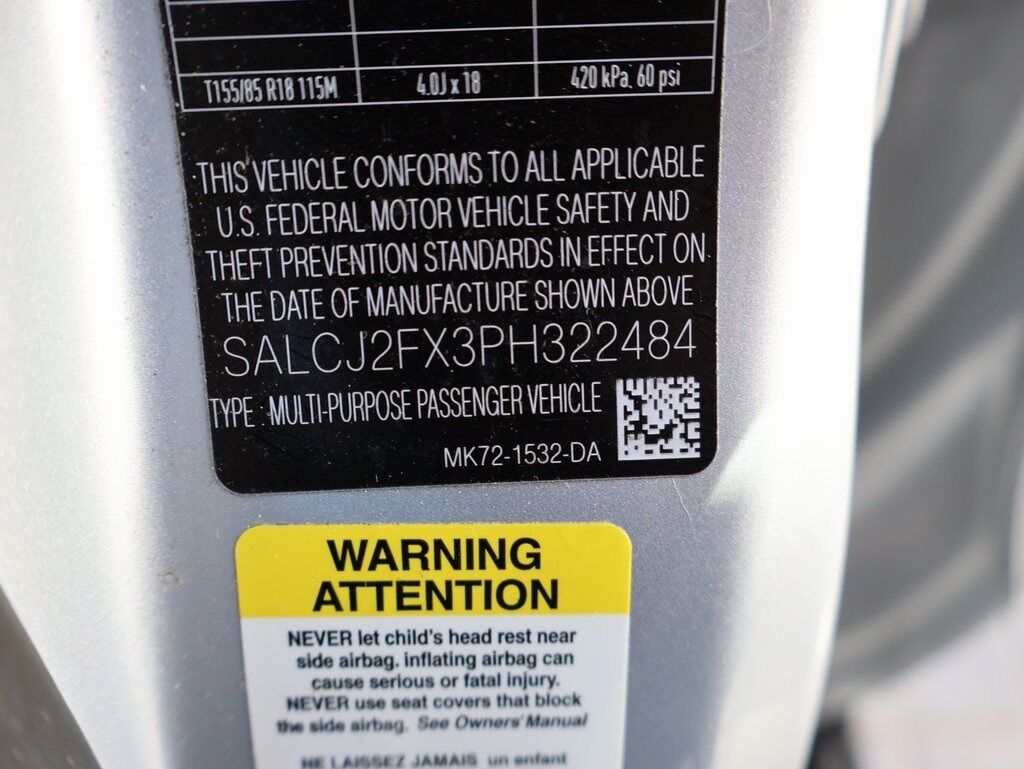 T155/85 R18 115M 4.0J x 18 420 kPa, 60 psi
THIS VEHICLE CONFORMS TO ALL APPLICABLE
U.S. FEDERAL MOTOR VEHICLE SAFETY AND
THEFT PREVENTION STANDARDS IN EFFECT ON
THE DATE OF MANUFACTURE SHOWN ABOVE
SALCJ2FX3PH322484
TYPE : MULTI-PURPOSE PASSENGER VEHICLE
MK72-1532-DA
WARNING
ATTENTION
NEVER let child's head rest near
side airbag. inflating airbag can
cause serious or fatal injury.
NEVER use seat covers that block
the side airbag. See Owners' Manual
NE LAISSEZ JAMAIS un enfant